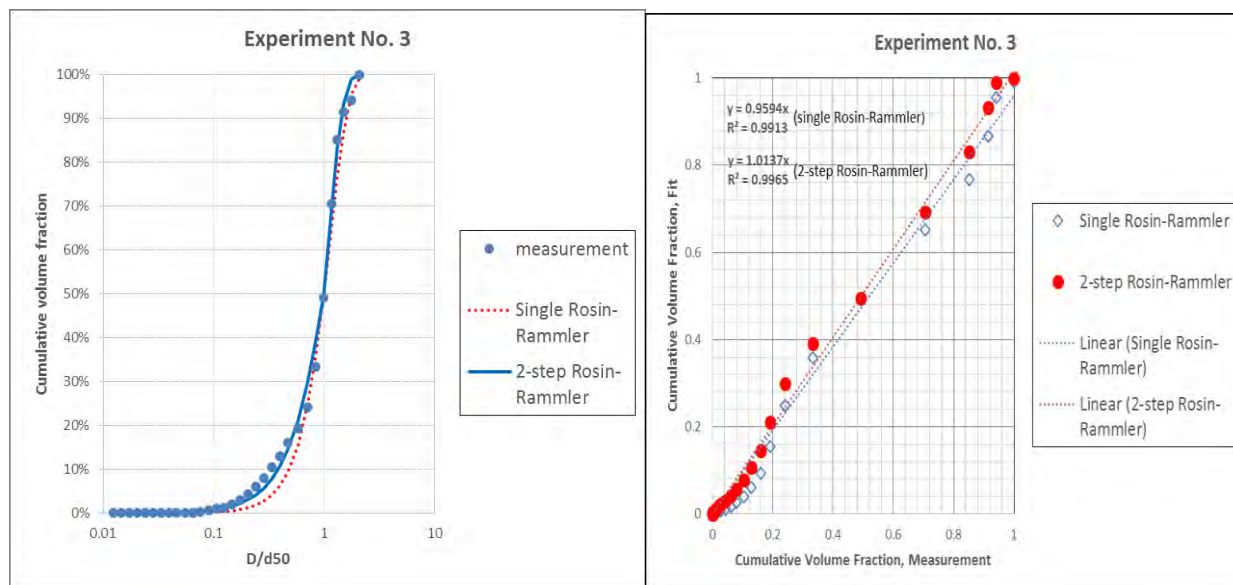 Experiment No. 3
100%
90%
80%
70%
60%
50%
40%
30%
20%
10%
0%
0.01
0.1
1
10
Cumulative volume fraction
D/d50
measurement
Single Rosin-
Rammler
2-step Rosin-
Rammler
Experiment No. 3
1
0.8
0.6
0.4
0.2
0
0
0.2
0.4
0.6
0.8
1
Cumulative Volume Fraction, Fit
Cumulative Volume Fraction, Measurement
y = 0.9594x
R² = 0.9913
(single Rosin-Rammler)
y = 1.0137x
R² = 0.9965
(2-step Rosin-Rammler)
Single Rosin-Rammler
2-step Rosin-Rammler
Linear (Single Rosin-
Rammler)
Linear (2-step Rosin-
Rammler)